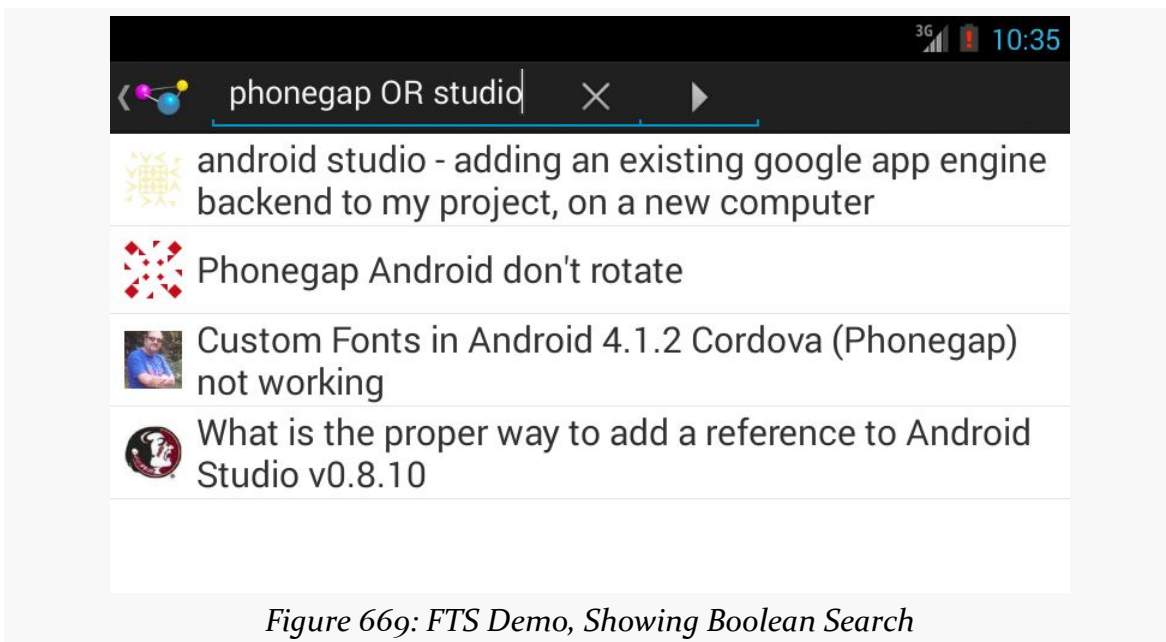 3G 10:35
phonegap OR studio
android studio - adding an existing google app engine
backend to my project, on a new computer
Phonegap Android don't rotate
Custom Fonts in Android 4.1.2 Cordova (Phonegap)
not working
What is the proper way to add a reference to Android
Studio v0.8.10
Figure 669: FTS Demo, Showing Boolean Search